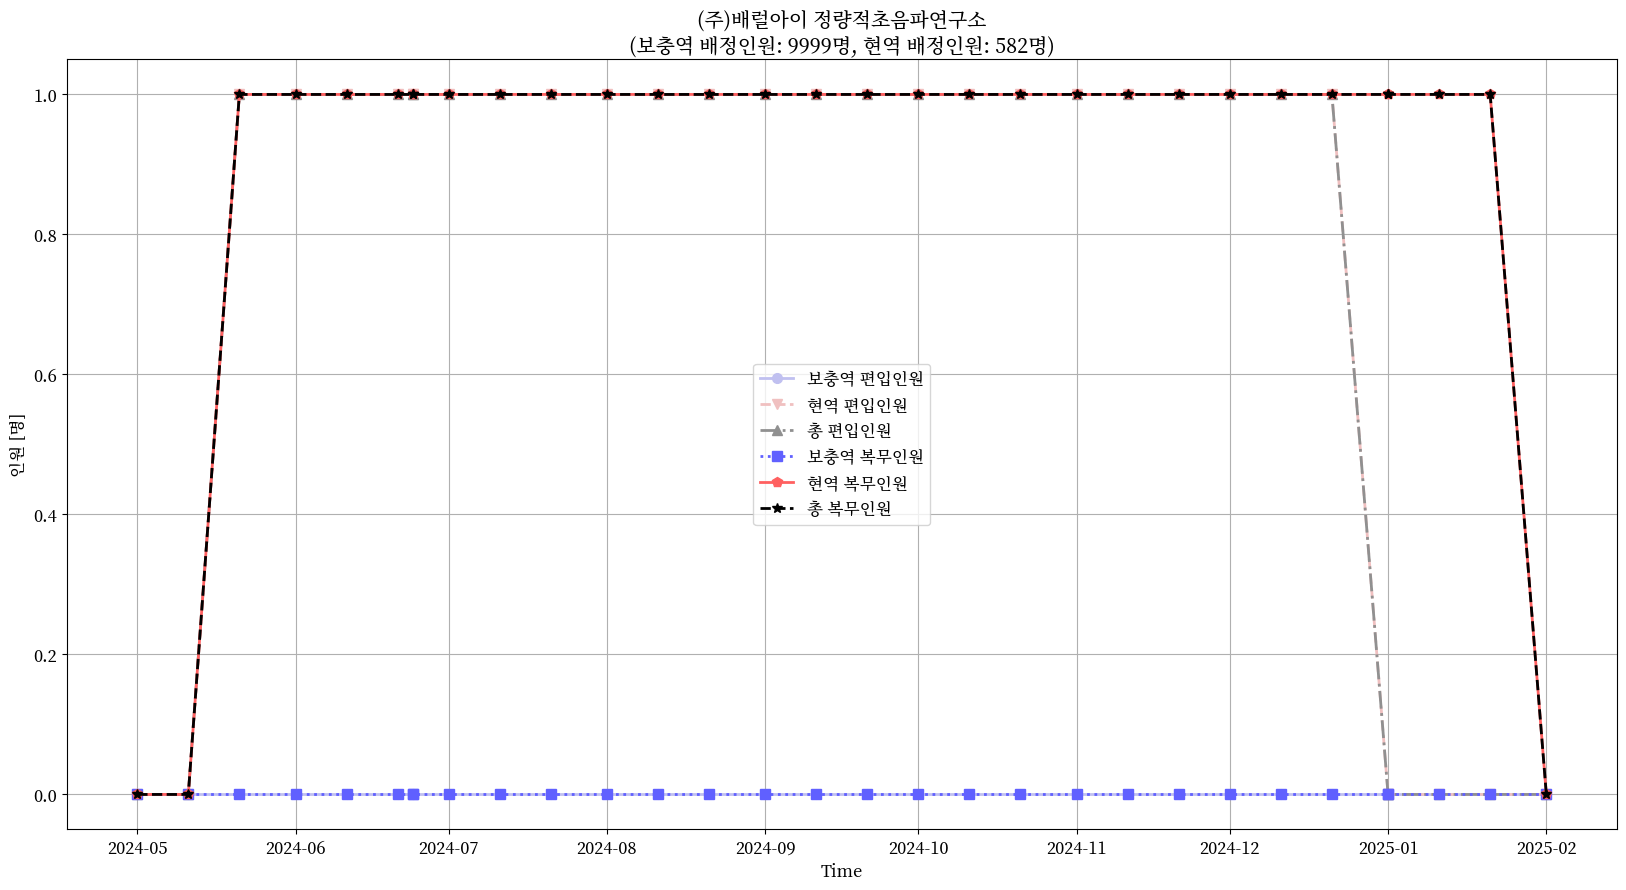 (주)배럴아이 정량적초음파연구소
(보충역 배정인원: 9999명, 현역 배정인원: 582명)
인원 [명]
1.0
0.8
0.6
0.4
0.2
0.0
보충역 편입인원
현역 편입인원
총 편입인원
보충역 복무인원
현역 복무인원
총 복무인원
2024-05 2024-06 2024-07 2024-08 2024-09 2024-10 2024-11 2024-12 2025-01 2025-02
Time